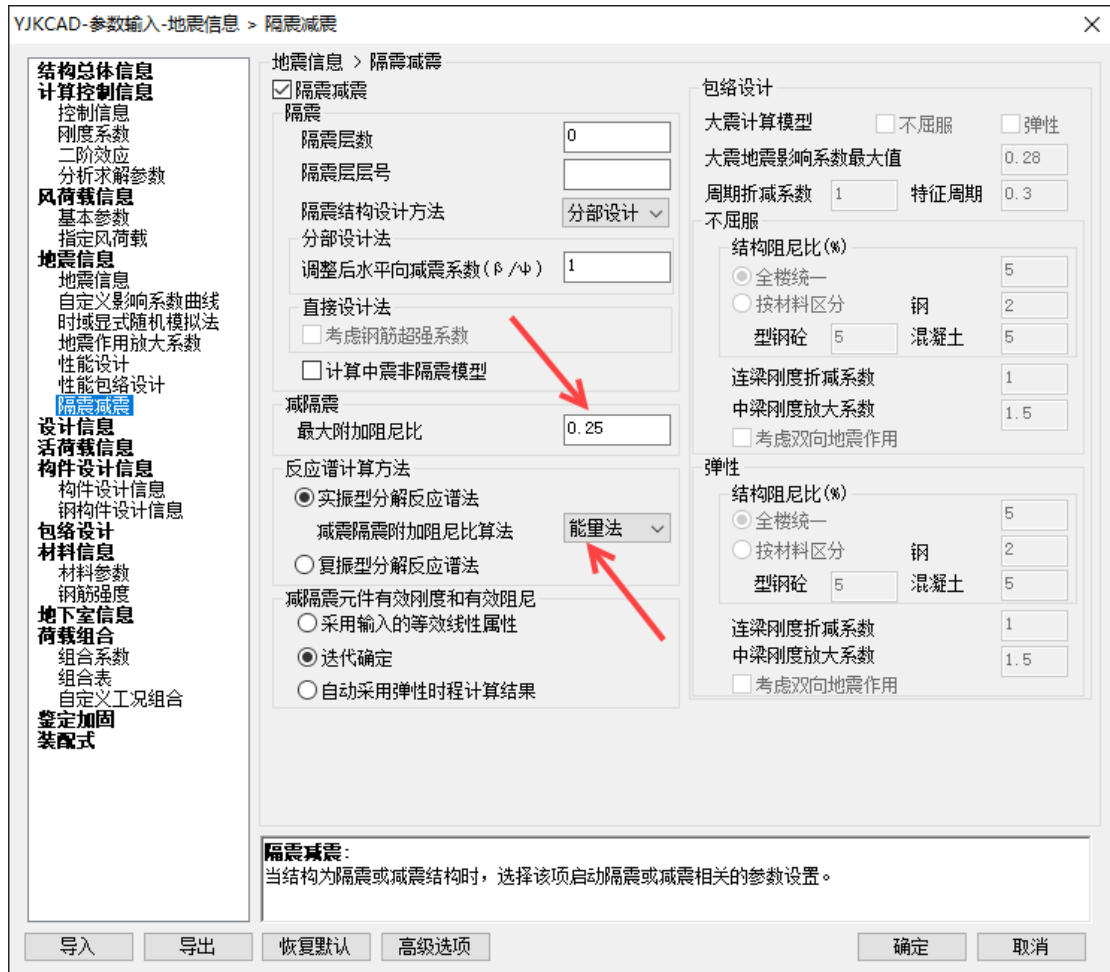 YJKCAD-参数输入-地震信息 > 隔震减震
结构总体信息
计算控制信息
控制信息
刚度系数
二阶效应
分析求解参数
风荷载信息
基本参数
指定风荷载
地震信息
地震信息
自定义影响系数曲线
时域显式随机模拟法
地震作用放大系数
性能设计
性能包络设计
隔震减震
设计信息
活荷载信息
构件设计信息
构件设计信息
钢构件设计信息
包络设计
材料信息
材料参数
钢筋强度
地下室信息
荷载组合
组合系数
组合表
自定义工况组合
鉴定加固
装配式
地震信息 > 隔震减震
隔震减震
隔震
隔震层数 0
隔震层层号
隔震结构设计方法 分部设计
分部设计法
调整后水平向减震系数(β/ψ) 1
直接设计法
考虑钢筋超强系数
计算中震非隔震模型
减隔震
最大附加阻尼比 0.25
反应谱计算方法
实振型分解反应谱法
减震隔震附加阻尼比算法 能量法
复振型分解反应谱法
减隔震元件有效刚度和有效阻尼
采用输入的等效线性属性
迭代确定
自动采用弹性时程计算结果
包络设计
大震计算模型 不屈服 弹性
大震地震影响系数最大值 0.28
周期折减系数 1 特征周期 0.3
不屈服
结构阻尼比(%)
全楼统一 5
按材料区分 钢 2
型钢砼 5 混凝土 5
连梁刚度折减系数 1
中梁刚度放大系数 1.5
考虑双向地震作用
弹性
结构阻尼比(%)
全楼统一 5
按材料区分 钢 2
型钢砼 5 混凝土 5
连梁刚度折减系数 1
中梁刚度放大系数 1.5
考虑双向地震作用
隔震减震:
当结构为隔震或减震结构时，选择该项启动隔震或减震相关的参数设置。
导入 导出 恢复默认 高级选项 确定 取消